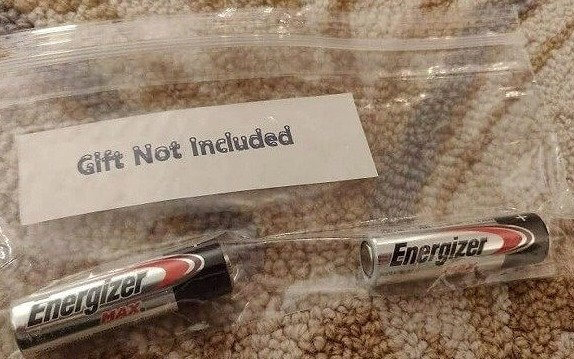 Gift Not Included
Energizer
MAX®
Energizer
+